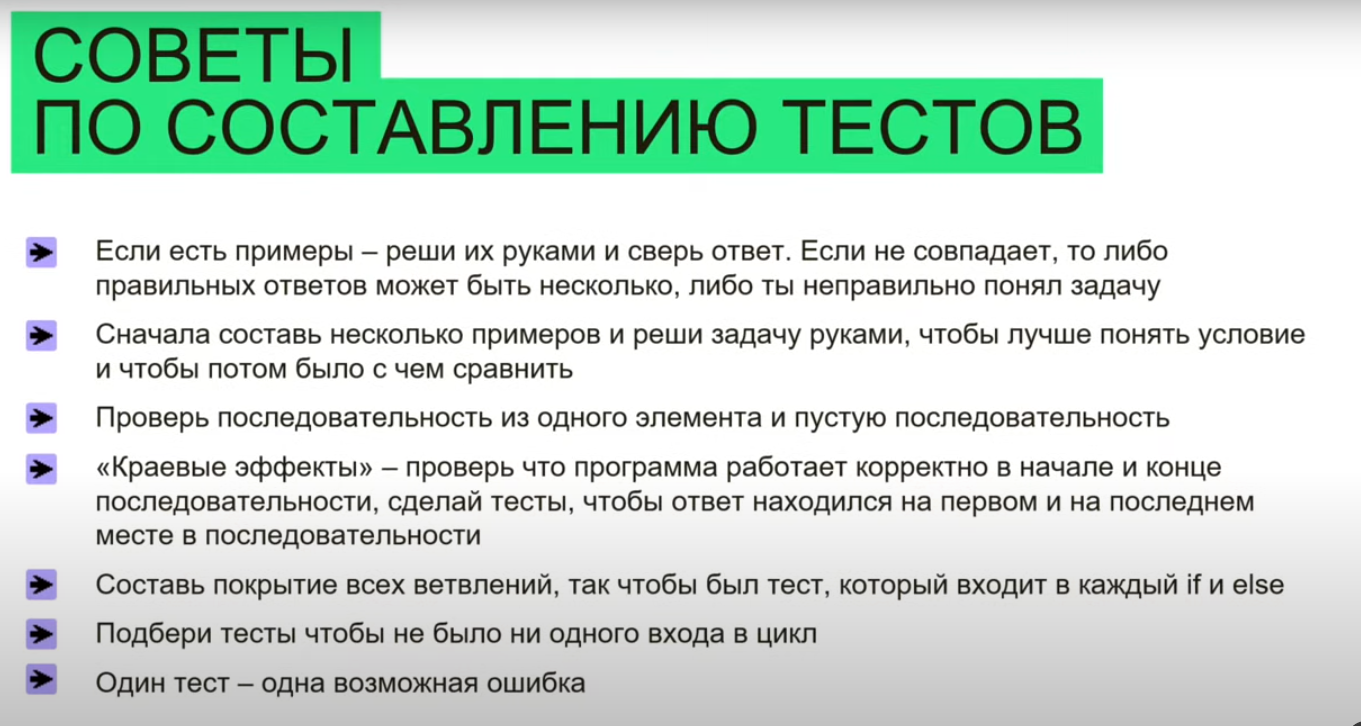 СОВЕТЫ
ПО СОСТАВЛЕНИЮ ТЕСТОВ
Если есть примеры – реши их руками и сверь ответ. Если не совпадает, то либо
правильных ответов может быть несколько, либо ты неправильно понял задачу
Сначала составь несколько примеров и реши задачу руками, чтобы лучше понять условие
и чтобы потом было с чем сравнить
Проверь последовательность из одного элемента и пустую последовательность
«Краевые эффекты» – проверь что программа работает корректно в начале и конце
последовательности, сделай тесты, чтобы ответ находился на первом и на последнем
месте в последовательности
Составь покрытие всех ветвлений, так чтобы был тест, который входит в каждый if и else
Подбери тесты чтобы не было ни одного входа в цикл
Один тест – одна возможная ошибка